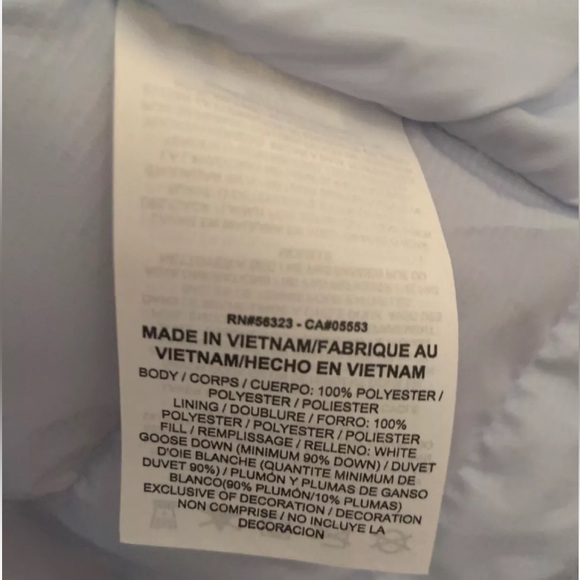 RN#56323 - CA#05553
MADE IN VIETNAM/FABRIQUE AU
VIETNAM/HECHO EN VIETNAM
BODY / CORPS / CUERPO: 100% POLYESTER /
POLYESTER / POLIESTER
LINING / DOUBLURE / FORRO: 100%
POLYESTER / POLYESTER / POLIESTER
FILL / REMPLISSAGE / RELLENO: WHITE
GOOSE DOWN (MINIMUM 90% DOWN) / DUVET
D'OIE BLANCHE (QUANTITE MINIMUM DE
DUVET 90%) / PLUMÓN Y PLUMAS DE GANSO
BLANCO(90% PLUMÓN/10% PLUMAS)
EXCLUSIVE OF DECORATION / DECORATION
NON COMPRISE / NO INCLUYE LA
DECORACION